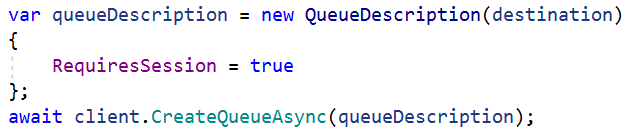 var queueDescription = new QueueDescription(destination)
{
    RequiresSession = true
};
await client.CreateQueueAsync(queueDescription);